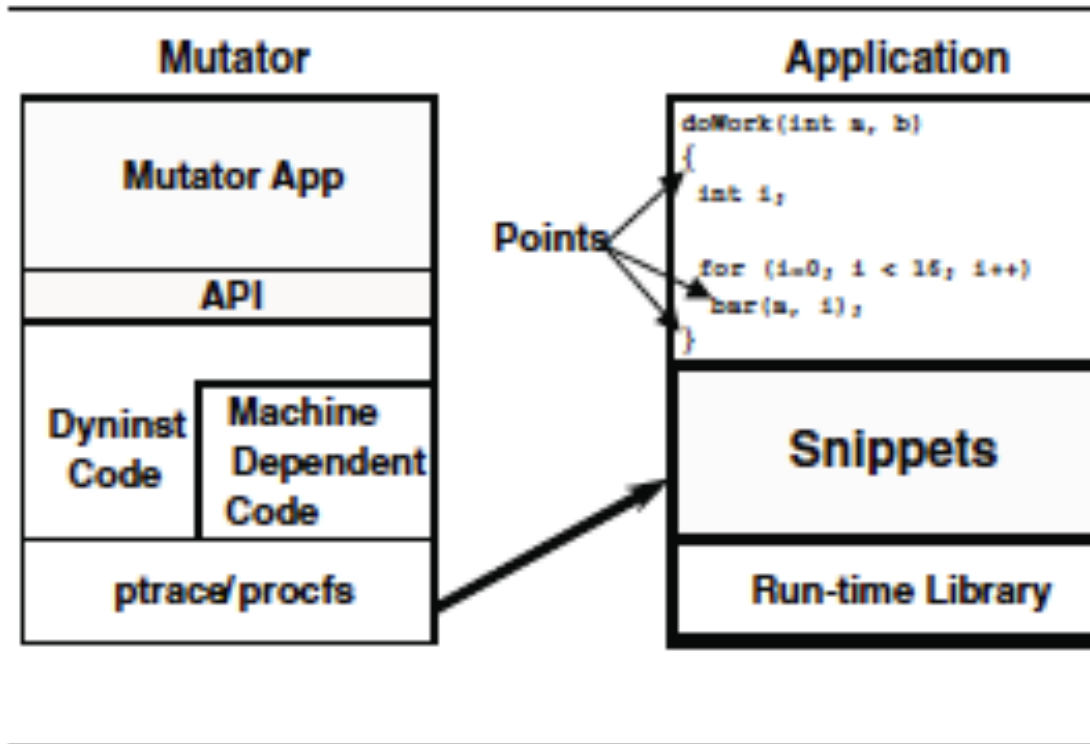 Mutator
Mutator App
API
Dyninst
Code
Machine
Dependent
Code
ptrace/procfs
Points
Application
doWork(int a, b)
{
int i;
for (i=0; i < 16; i++)
bar(a, i);
}
Snippets
Run-time Library